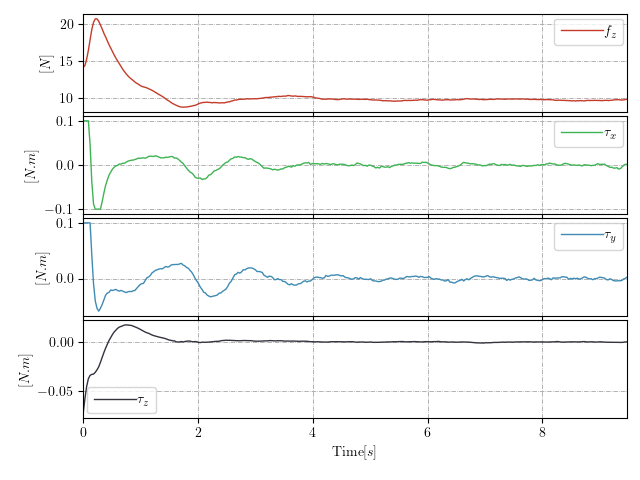 20
15
10
[N]
f_z
0.1
0.0
−0.1
[N.m]
τ_x
0.1
0.0
[N.m]
τ_y
0.00
−0.05
[N.m]
τ_z
0 2 4 6 8
Time[s]